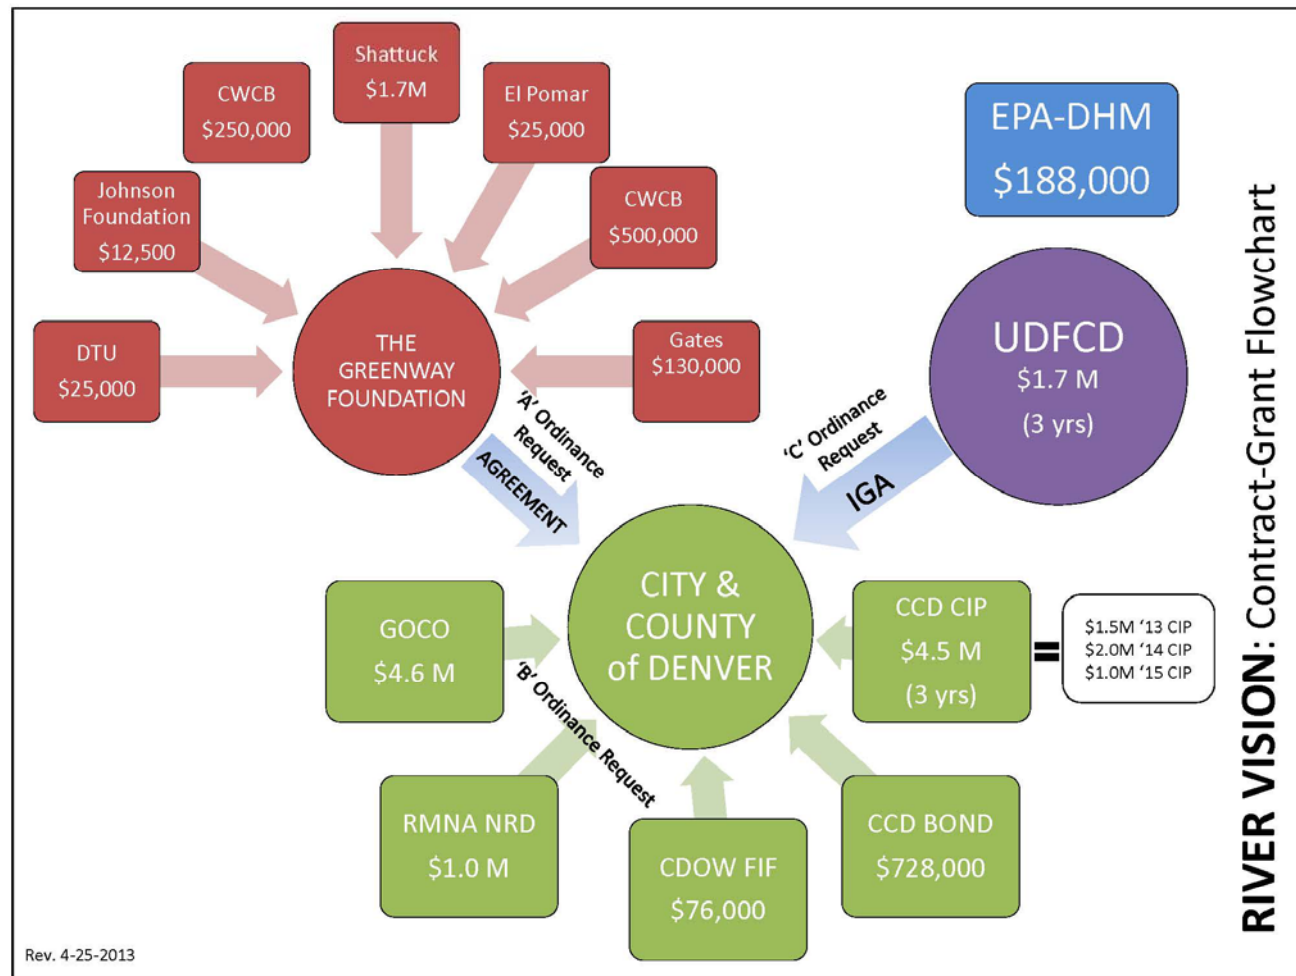 Shattuck
$1.7M
CWCB
$250,000
El Pomar
$25,000
EPA-DHM
$188,000
Johnson
Foundation
$12,500
CWCB
$500,000
DTU
$25,000
THE
GREENWAY
FOUNDATION
Gates
$130,000
UDFCD
$1.7 M
(3 yrs)
'A' Ordinance
Request
AGREEMENT
'C' Ordinance
Request
IGA
CITY &
COUNTY
of DENVER
GOCO
$4.6 M
'B' Ordinance Request
CCD CIP
$4.5 M
(3 yrs)
=
$1.5M '13 CIP
$2.0M '14 CIP
$1.0M '15 CIP
RMNA NRD
$1.0 M
CDOW FIF
$76,000
CCD BOND
$728,000
RIVER VISION: Contract-Grant Flowchart
Rev. 4-25-2013